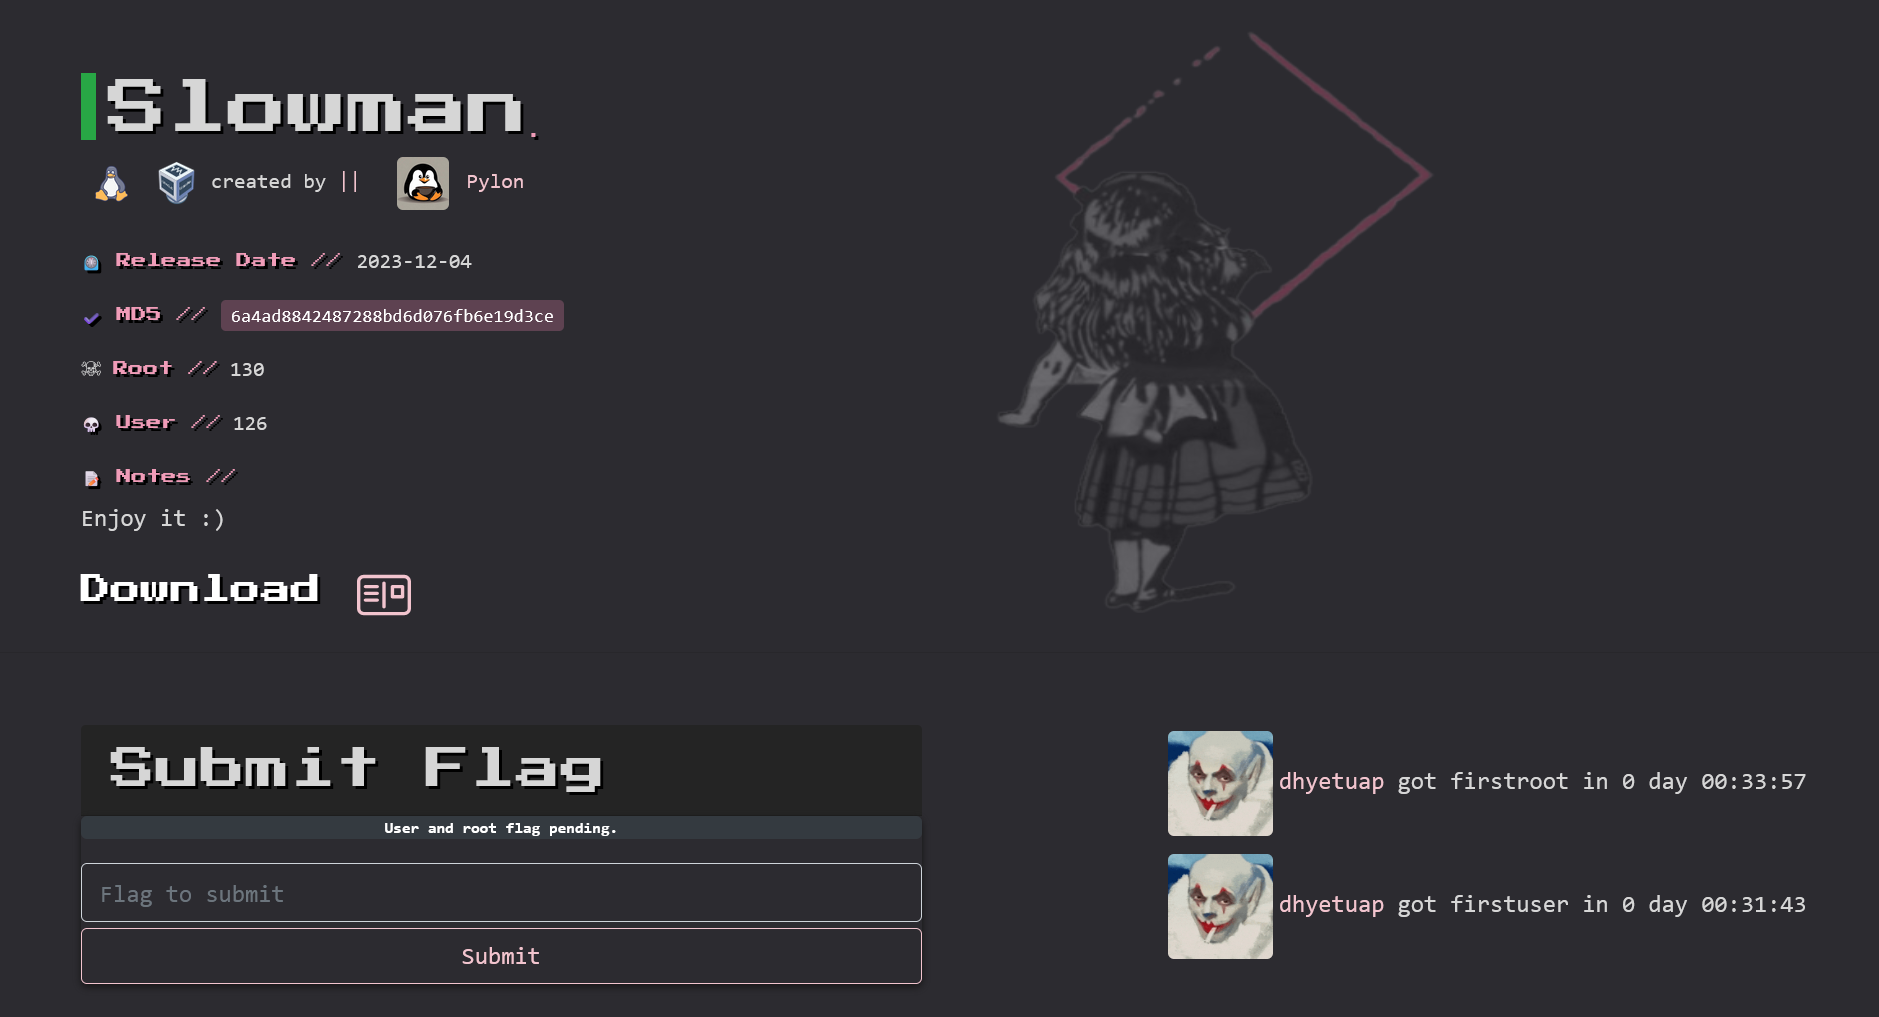 Slowman.
created by || Pylon
Release Date // 2023-12-04
MD5 // 6a4ad8842487288bd6d076fb6e19d3ce
Root // 130
User // 126
Notes //
Enjoy it :)
Download
Submit Flag
User and root flag pending.
Flag to submit
Submit
dhyetuap got firstroot in 0 day 00:33:57
dhyetuap got firstuser in 0 day 00:31:43